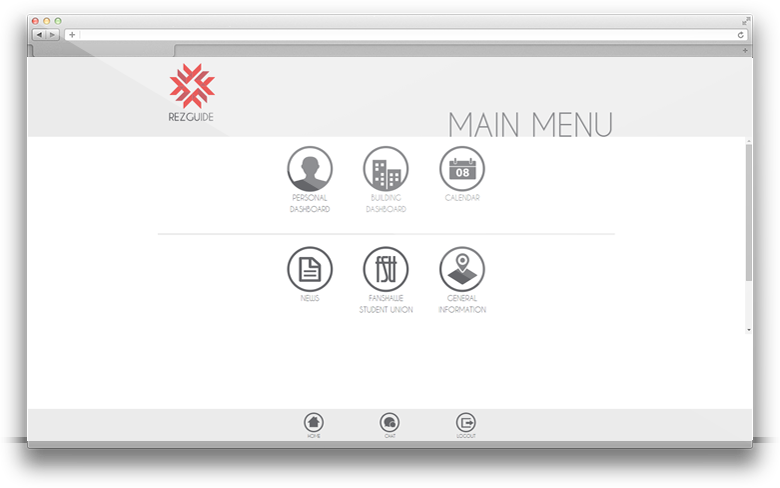 REZGUIDE
MAIN MENU
PERSONAL
DASHBOARD
BUILDING
DASHBOARD
08
CALENDAR
NEWS
fsu
FANSHAWE
STUDENT UNION
GENERAL
INFORMATION
HOME
CHAT
LOGOUT